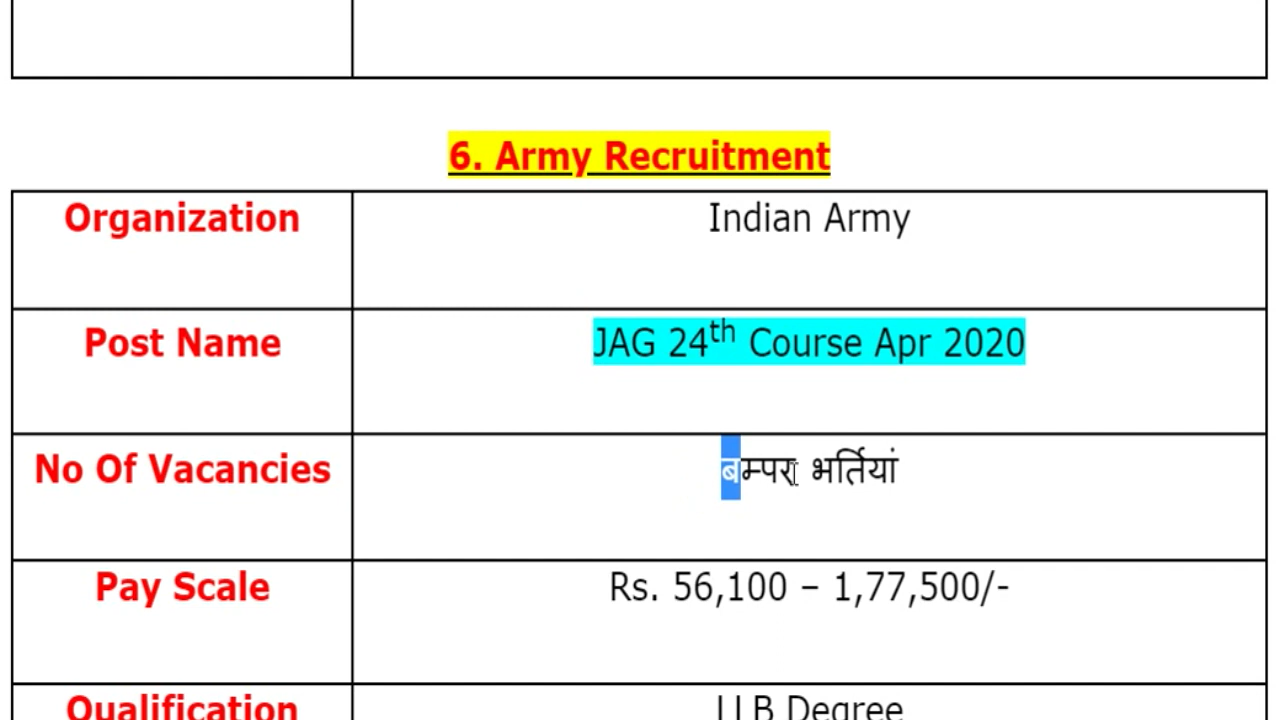 6. Army Recruitment
Organization Indian Army
Post Name JAG 24th Course Apr 2020
No Of Vacancies बम्पर भर्तियां
Pay Scale Rs. 56,100 – 1,77,500/-
Qualification LLB Degree